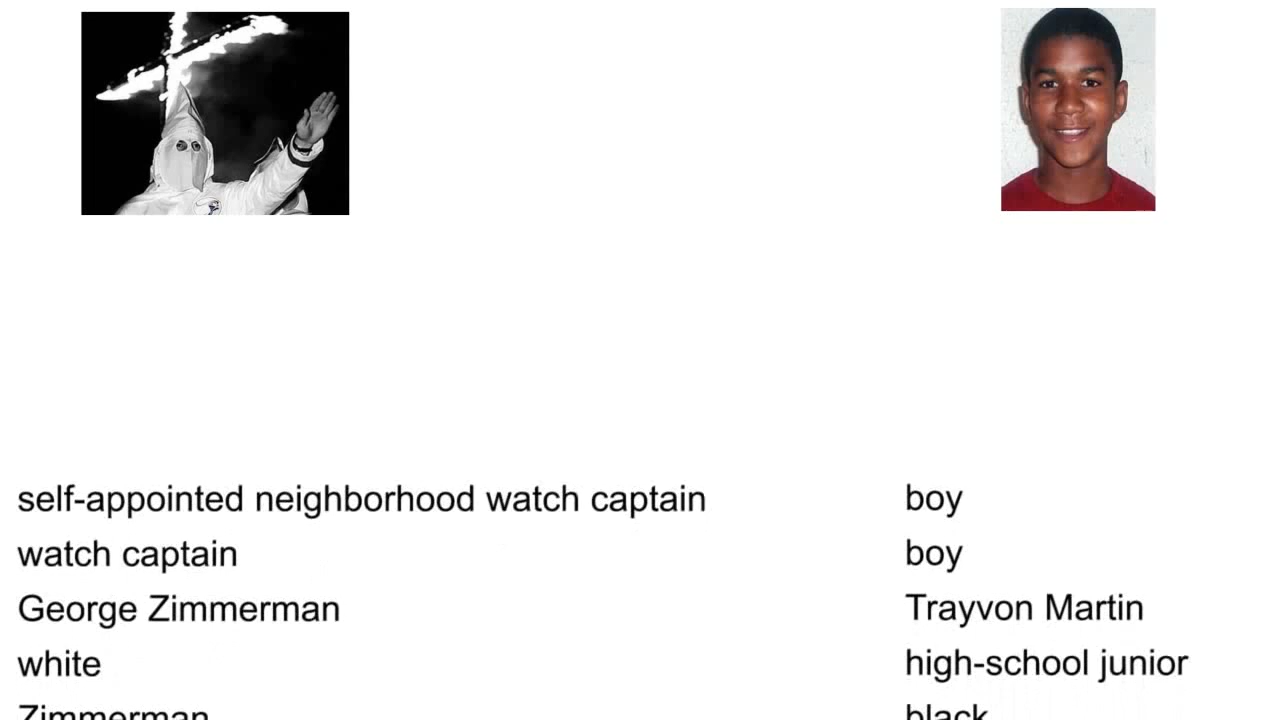 self-appointed neighborhood watch captain boy
watch captain boy
George Zimmerman Trayvon Martin
white high-school junior
Zimmerman black